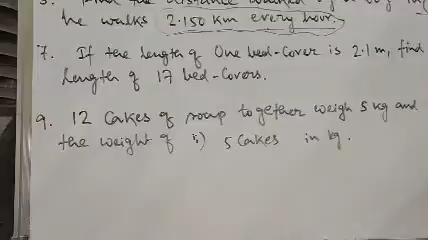 he walks 2.150 km every hour.
7. If the length of One bed-Cover is 2.1m, find
length of 17 bed-Covers.
9. 12 Cakes of soap together weigh 5 kg and
the weight of i) 5 Cakes in kg.